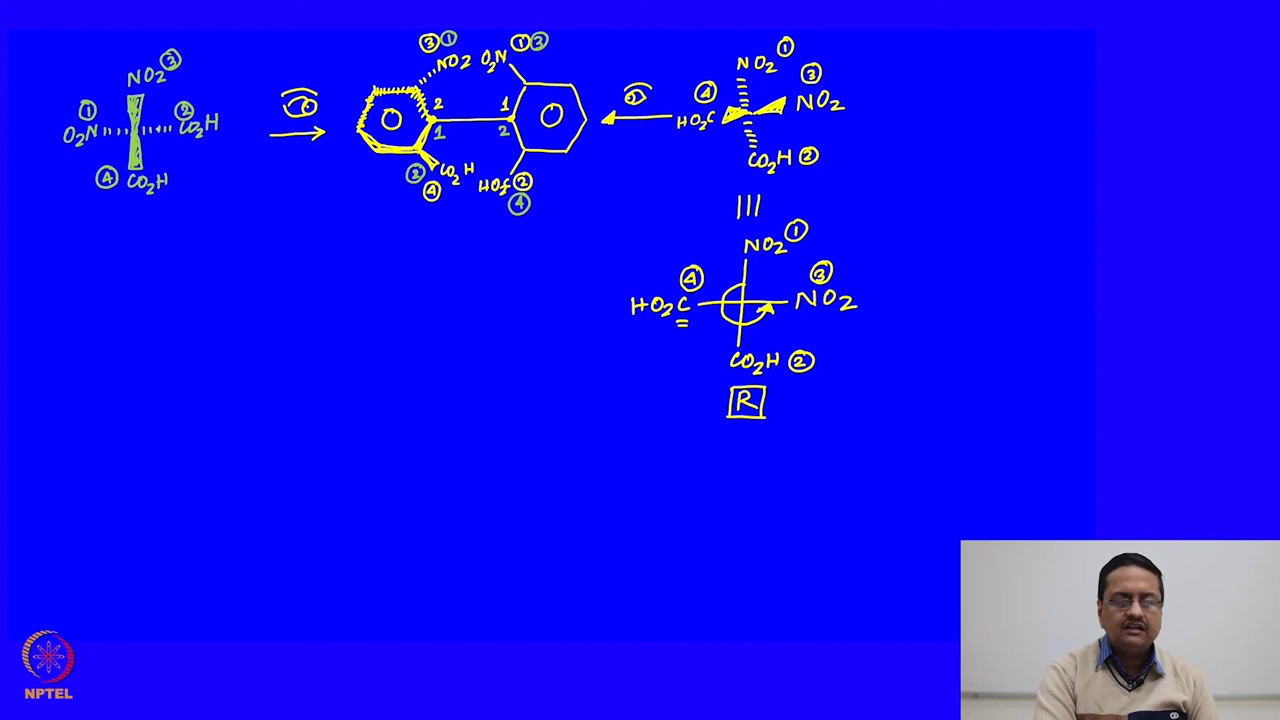 NO2 ③
① O2N ② CO2H
④ CO2H
③ ① NO2
O2N ① ③
2 1
1 2
② CO2H
④
②
④
NO2 ①
③
④ NO2
HO2C
CO2H ②
|||
NO2 ①
④ ③
HO2C NO2
CO2H ②
R
NPTEL